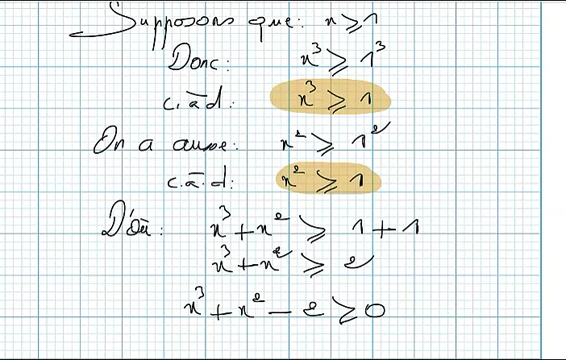 Supposons que: x ⩾ 1
Donc: x³ ⩾ 1³
c.àd: x³ ⩾ 1
On a aussi: x² ⩾ 1²
c.à.d: x² ⩾ 1
D'où: x³ + x² ⩾ 1 + 1
x³ + x² ⩾ 2
x³ + x² − 2 ⩾ 0